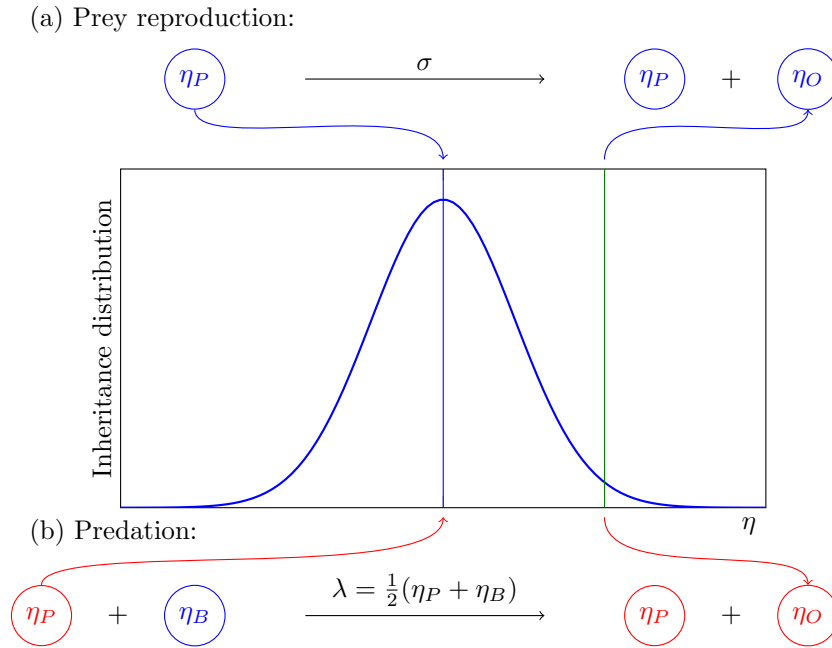 (a) Prey reproduction:
η_P σ η_P + η_O
Inheritance distribution
η
(b) Predation:
η_P + η_B λ = ½(η_P + η_B) η_P + η_O